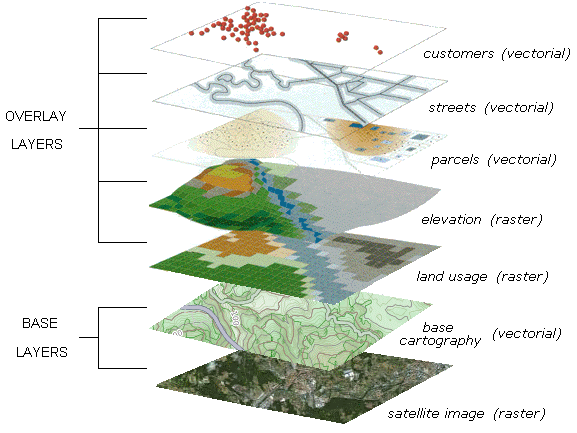 customers (vectorial)
streets (vectorial)
OVERLAY
LAYERS
parcels (vectorial)
elevation (raster)
land usage (raster)
BASE
LAYERS
base
cartography (vectorial)
satellite image (raster)